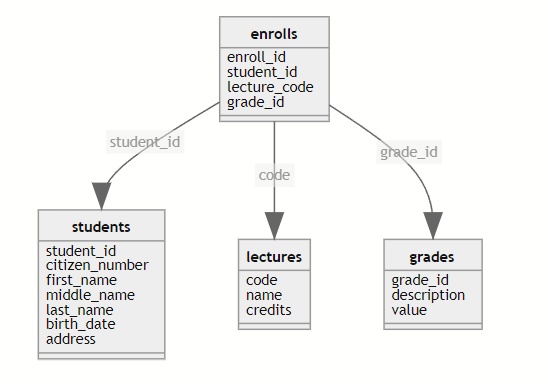 enrolls
enroll_id
student_id
lecture_code
grade_id
student_id
code
grade_id
students
student_id
citizen_number
first_name
middle_name
last_name
birth_date
address
lectures
code
name
credits
grades
grade_id
description
value